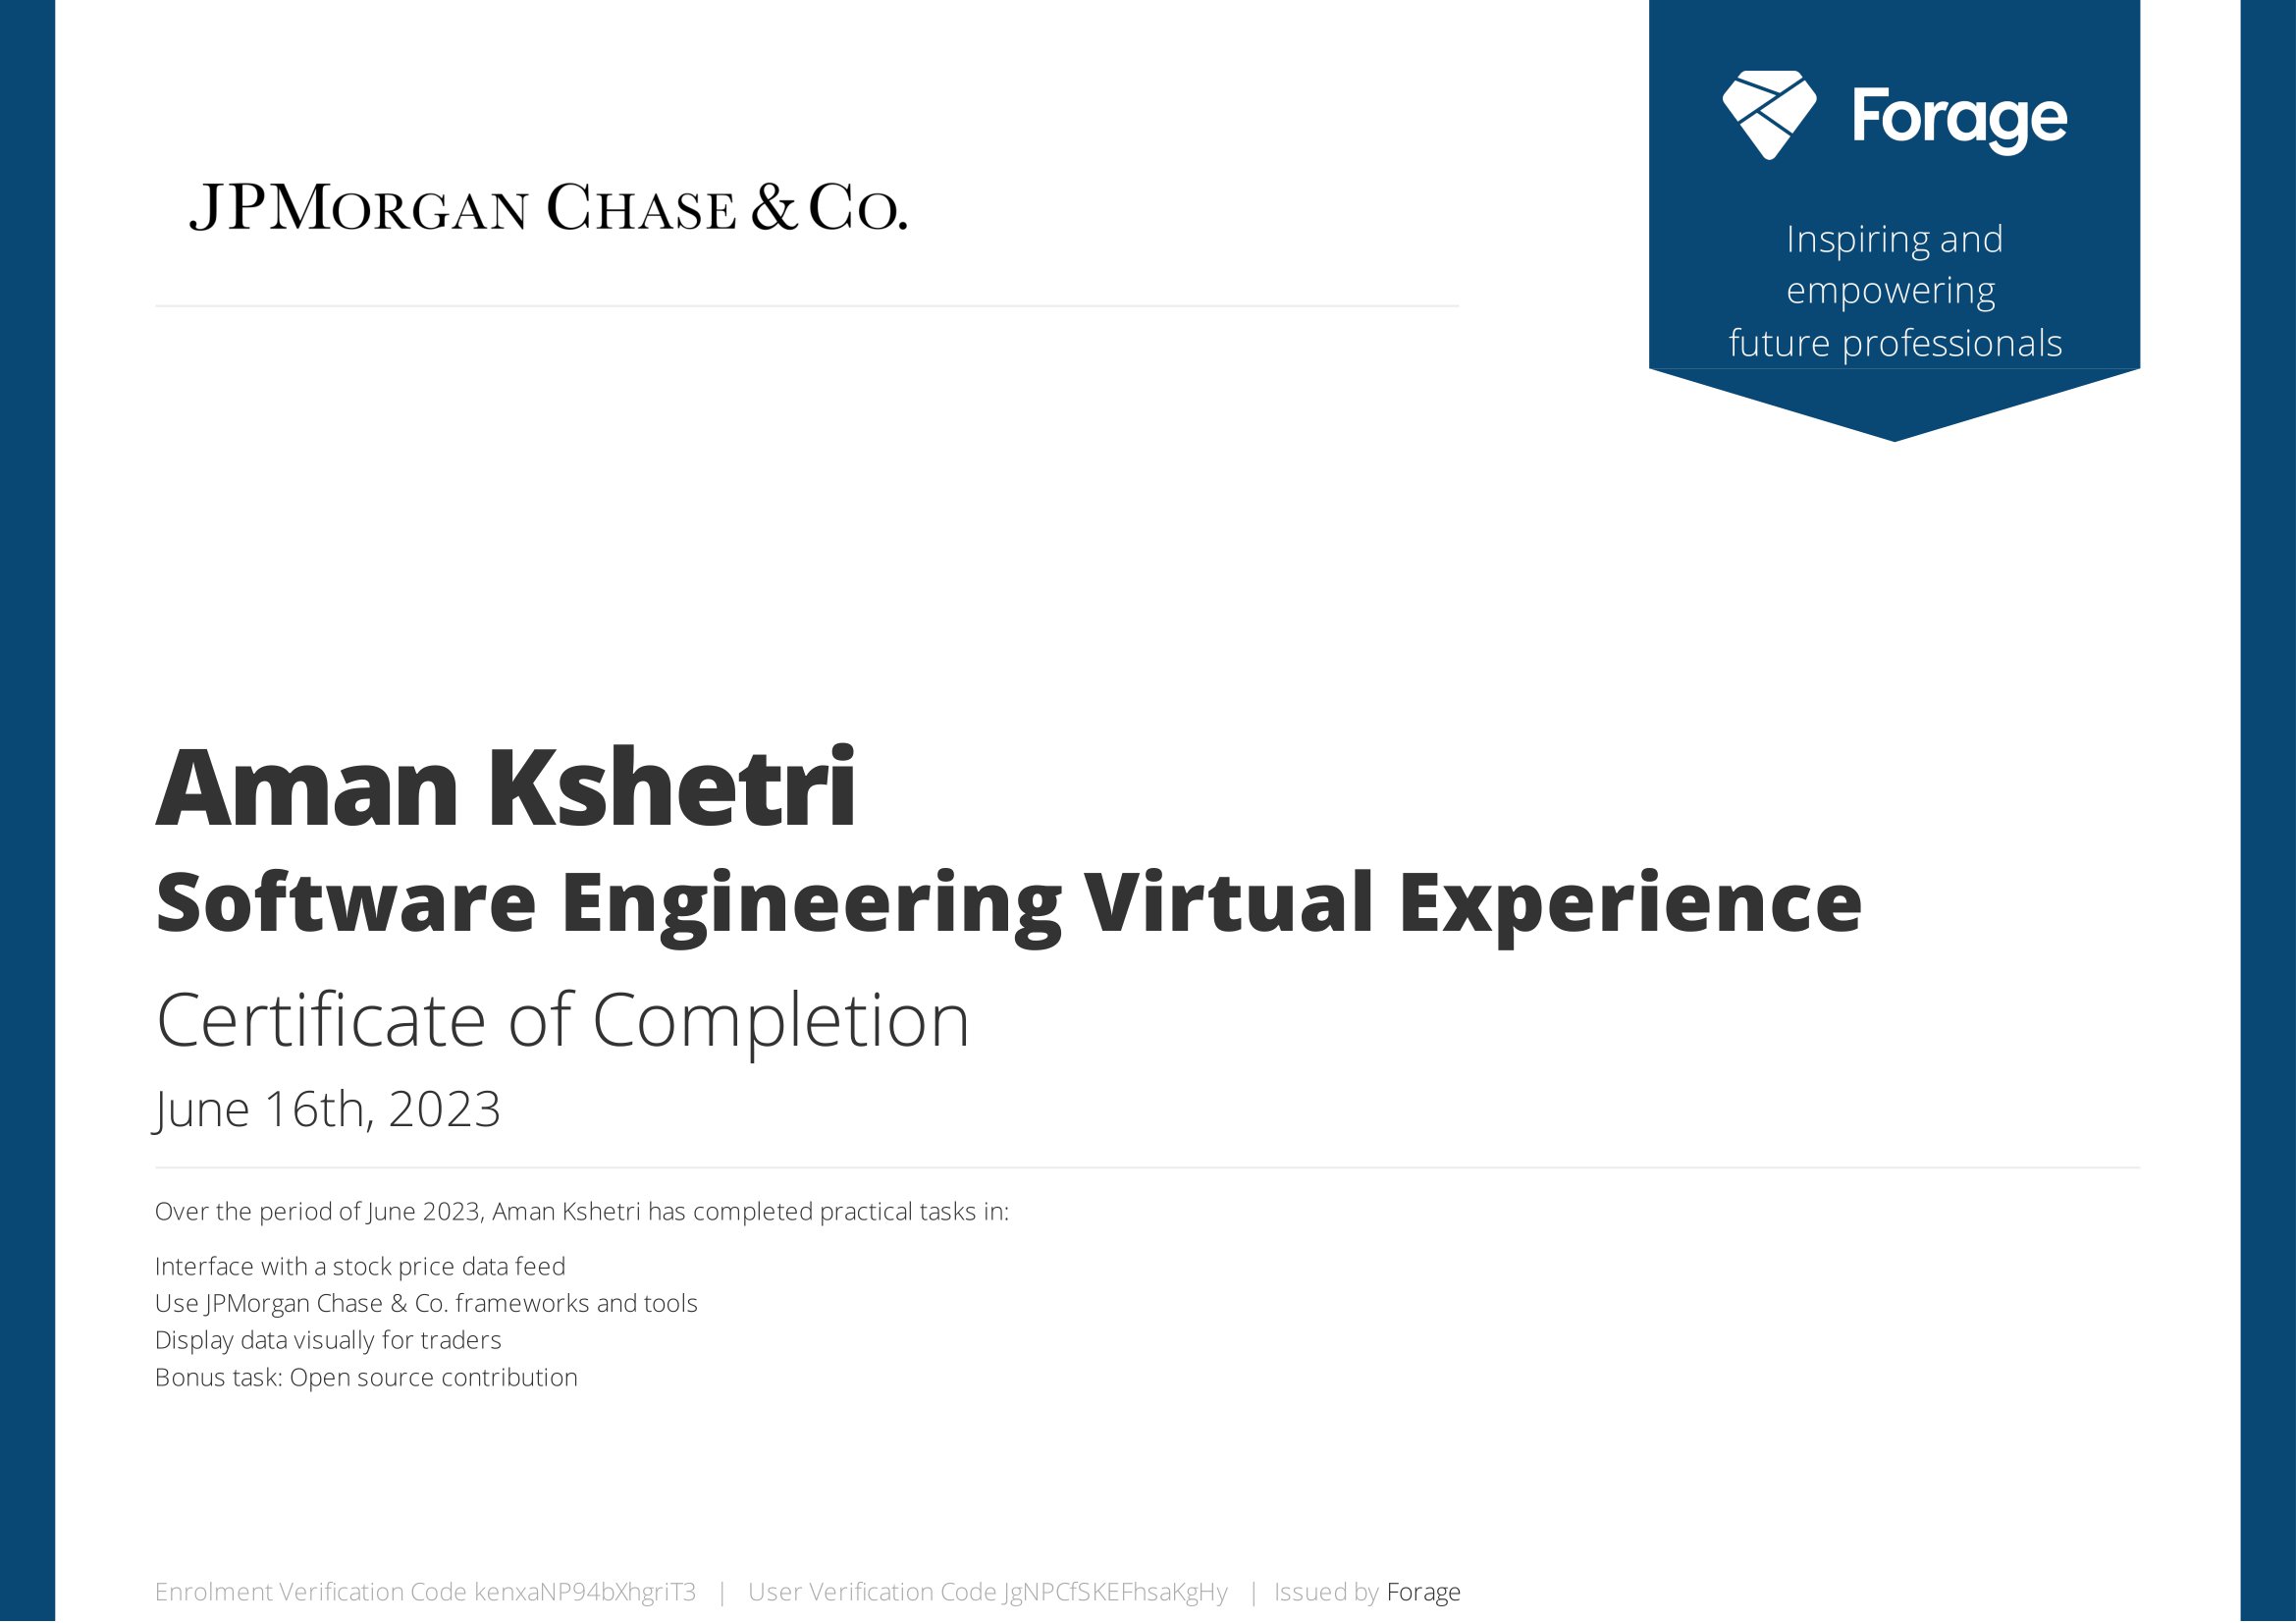 JPMORGAN CHASE & CO.
Forage
Inspiring and
empowering
future professionals
Aman Kshetri
Software Engineering Virtual Experience
Certificate of Completion
June 16th, 2023
Over the period of June 2023, Aman Kshetri has completed practical tasks in:
Interface with a stock price data feed
Use JPMorgan Chase & Co. frameworks and tools
Display data visually for traders
Bonus task: Open source contribution
Enrolment Verification Code kenxaNP94bXhgriT3 | User Verification Code JgNPCfSKEFhsaKgHy | Issued by Forage